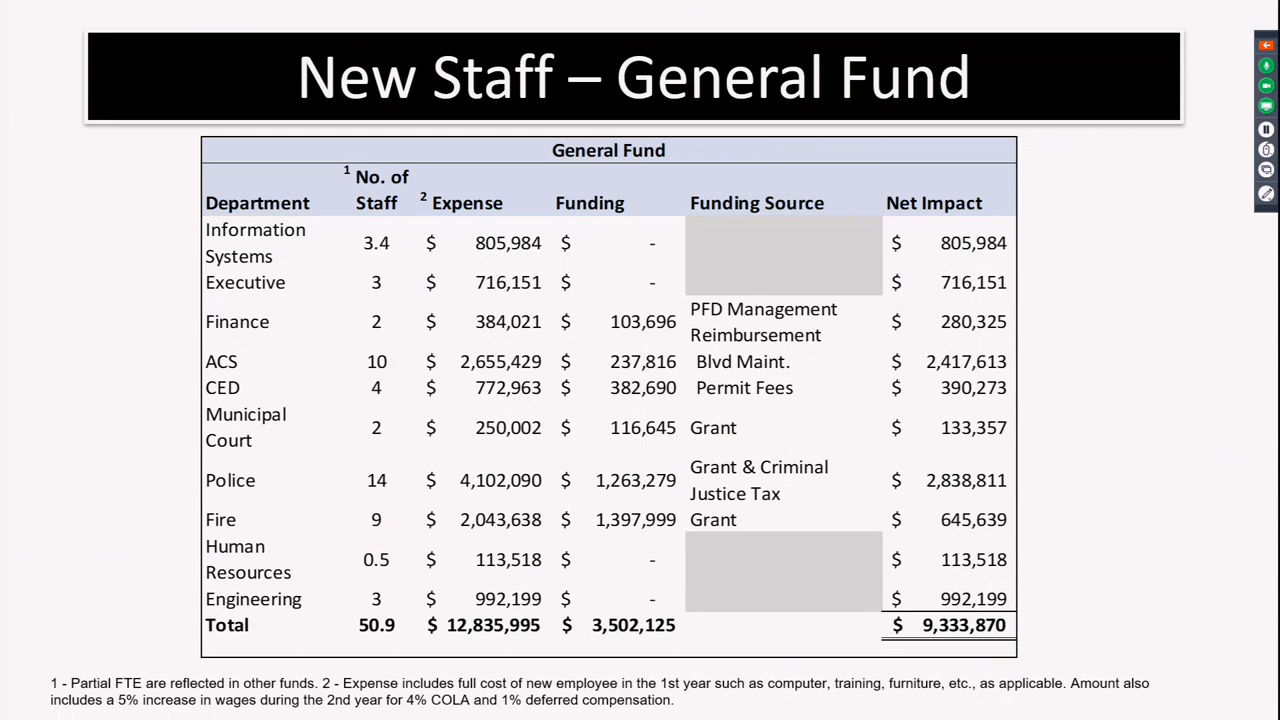 New Staff – General Fund
General Fund
1 No. of
Department Staff 2 Expense Funding Funding Source Net Impact
Information
Systems 3.4 $ 805,984 $ - $ 805,984
Executive 3 $ 716,151 $ - $ 716,151
Finance 2 $ 384,021 $ 103,696 PFD Management
Reimbursement $ 280,325
ACS 10 $ 2,655,429 $ 237,816 Blvd Maint. $ 2,417,613
CED 4 $ 772,963 $ 382,690 Permit Fees $ 390,273
Municipal
Court 2 $ 250,002 $ 116,645 Grant $ 133,357
Police 14 $ 4,102,090 $ 1,263,279 Grant & Criminal
Justice Tax $ 2,838,811
Fire 9 $ 2,043,638 $ 1,397,999 Grant $ 645,639
Human
Resources 0.5 $ 113,518 $ - $ 113,518
Engineering 3 $ 992,199 $ - $ 992,199
Total 50.9 $ 12,835,995 $ 3,502,125 $ 9,333,870
1 - Partial FTE are reflected in other funds. 2 - Expense includes full cost of new employee in the 1st year such as computer, training, furniture, etc., as applicable. Amount also
includes a 5% increase in wages during the 2nd year for 4% COLA and 1% deferred compensation.